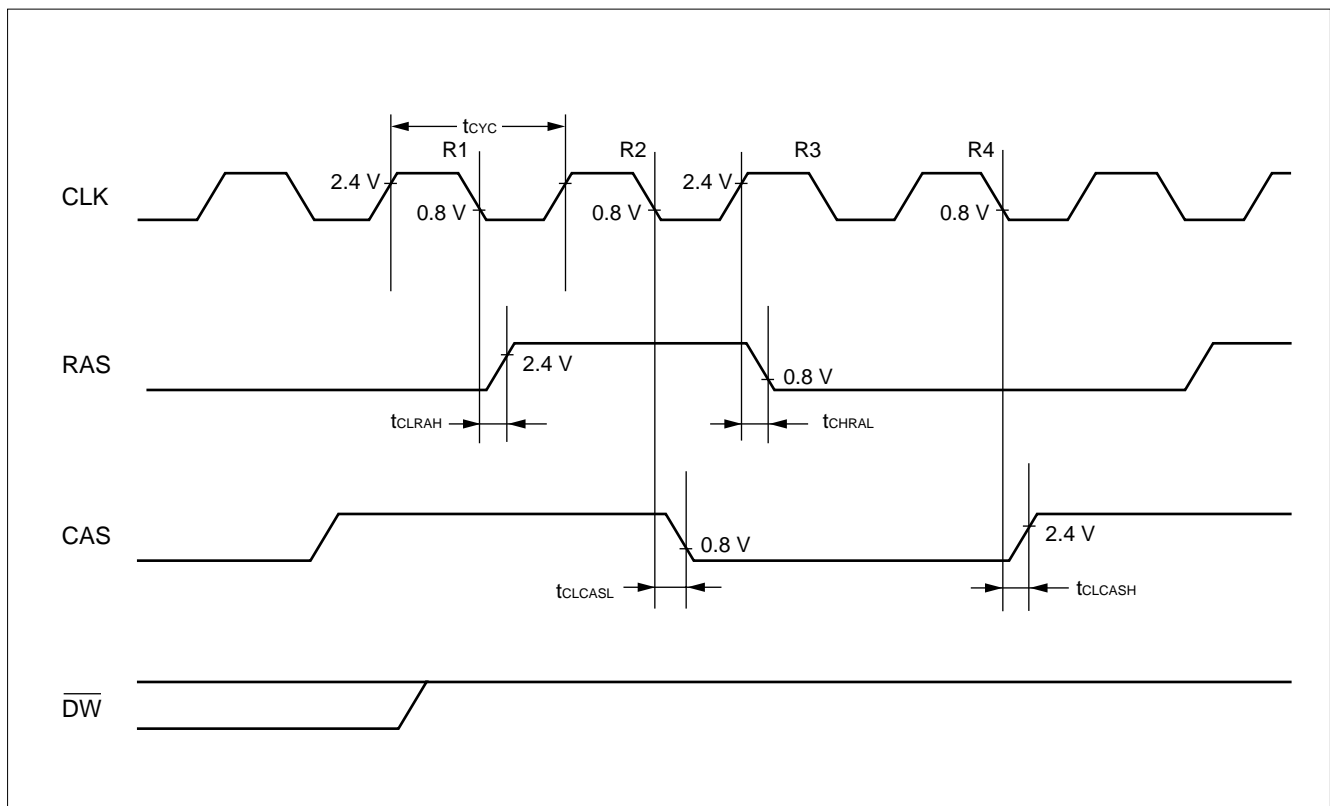 tCYC
R1 R2 R3 R4
CLK 2.4 V 2.4 V
0.8 V 0.8 V 0.8 V
RAS 2.4 V
0.8 V
tCLRAH tCHRAL
CAS 2.4 V
0.8 V
tCLCASL tCLCASH
DW